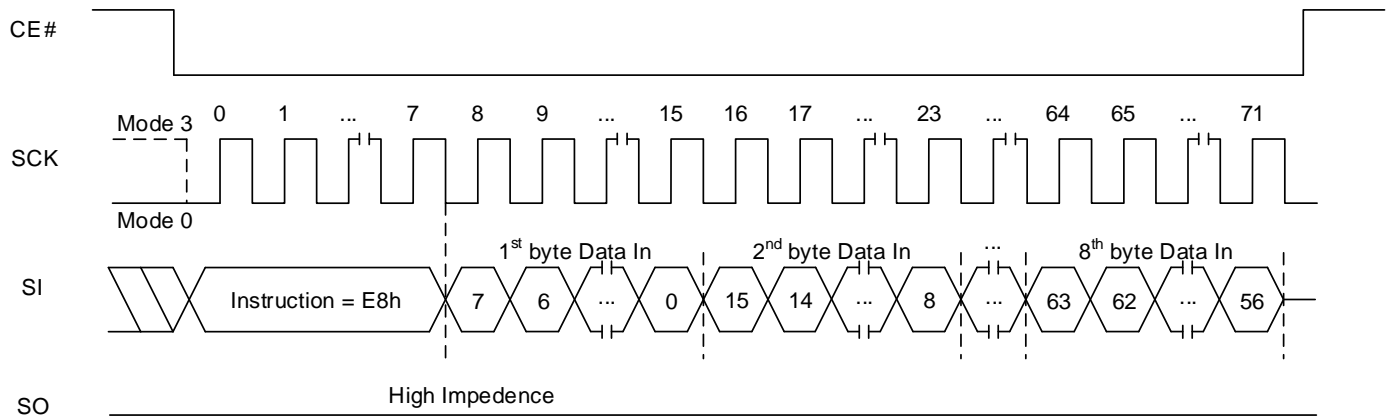 CE#
0 1 ... 7 8 9 ... 15 16 17 ... 23 ... 64 65 ... 71
Mode 3
SCK
Mode 0
1st byte Data In 2nd byte Data In ... 8th byte Data In
SI Instruction = E8h 7 6 ... 0 15 14 ... 8 ... 63 62 ... 56
High Impedence
SO